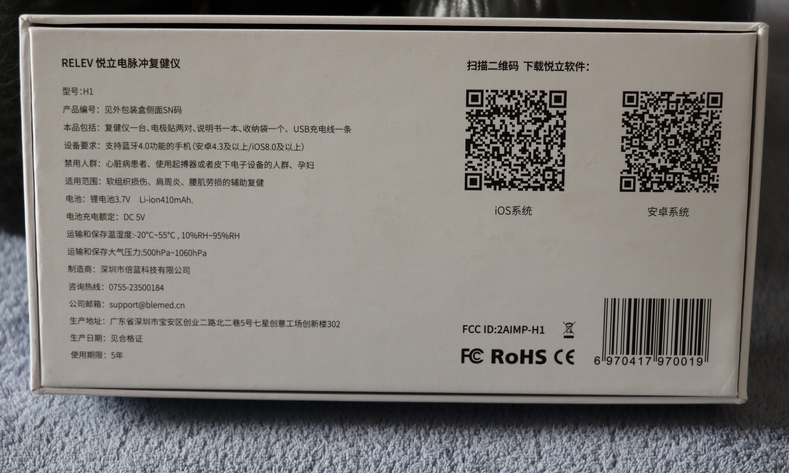 RELEV 悦立电脉冲复健仪
型号:H1
产品编号：见外包装盒侧面SN码
本品包括：复健仪一台、电极贴两对、说明书一本、收纳袋一个、USB充电线一条
设备要求：支持蓝牙4.0功能的手机(安卓4.3及以上/iOS8.0及以上)
禁用人群：心脏病患者、使用起搏器或者皮下电子设备的人群、孕妇
适用范围：软组织损伤、肩周炎、腰肌劳损的辅助复健
电池：锂电池3.7V Li-ion410mAh.
电池充电额定：DC 5V
运输和保存温湿度:-20°C~55°C , 10%RH~95%RH
运输和保存大气压力:500hPa~1060hPa
制造商：深圳市倍蓝科技有限公司
咨询热线：0755-23500184
公司邮箱：support@blemed.cn
生产地址：广东省深圳市宝安区创业二路北二巷5号七星创意工场创新楼302
生产日期：见合格证
使用期限：5年
扫描二维码 下载悦立软件：
iOS系统
安卓系统
FCC ID:2AIMP-H1
FC RoHS CE
6 970417 970019